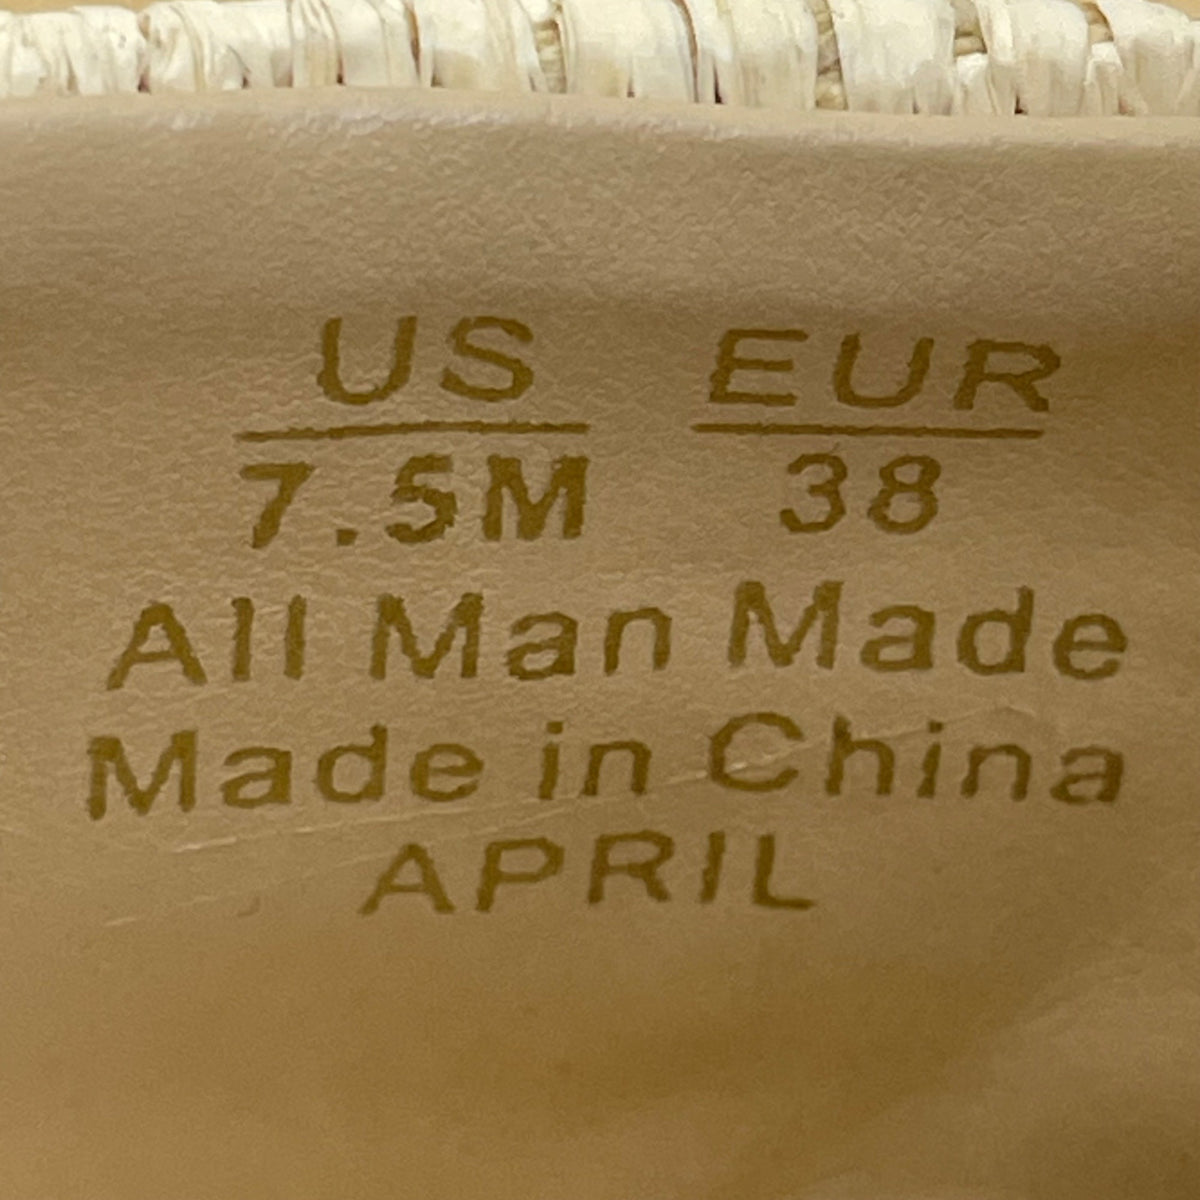 US EUR
7.5M 38
All Man Made
Made in China
APRIL